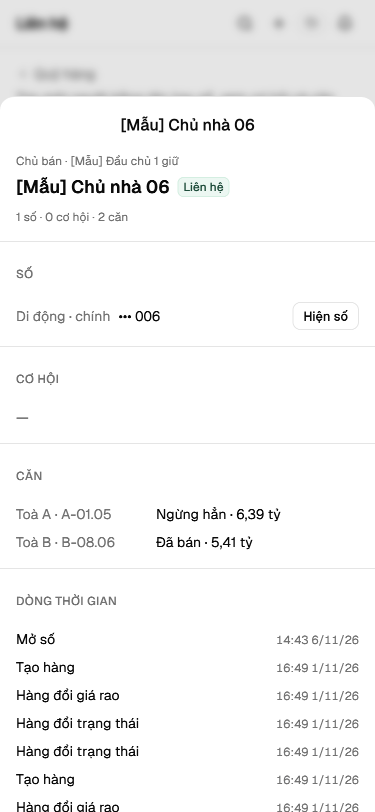 Liên hệ
[Mẫu] Chủ nhà 06
Chủ bán · [Mẫu] Đầu chủ 1 giữ
[Mẫu] Chủ nhà 06 Liên hệ
1 số · 0 cơ hội · 2 căn
SỐ
Di động · chính ••• 006 Hiện số
CƠ HỘI
—
CĂN
Toà A · A-01.05 Ngừng hẳn · 6,39 tỷ
Toà B · B-08.06 Đã bán · 5,41 tỷ
DÒNG THỜI GIAN
Mở số 14:43 6/11/26
Tạo hàng 16:49 1/11/26
Hàng đổi giá rao 16:49 1/11/26
Hàng đổi trạng thái 16:49 1/11/26
Hàng đổi trạng thái 16:49 1/11/26
Tạo hàng 16:49 1/11/26
Hàng đổi giá rao 16:49 1/11/26